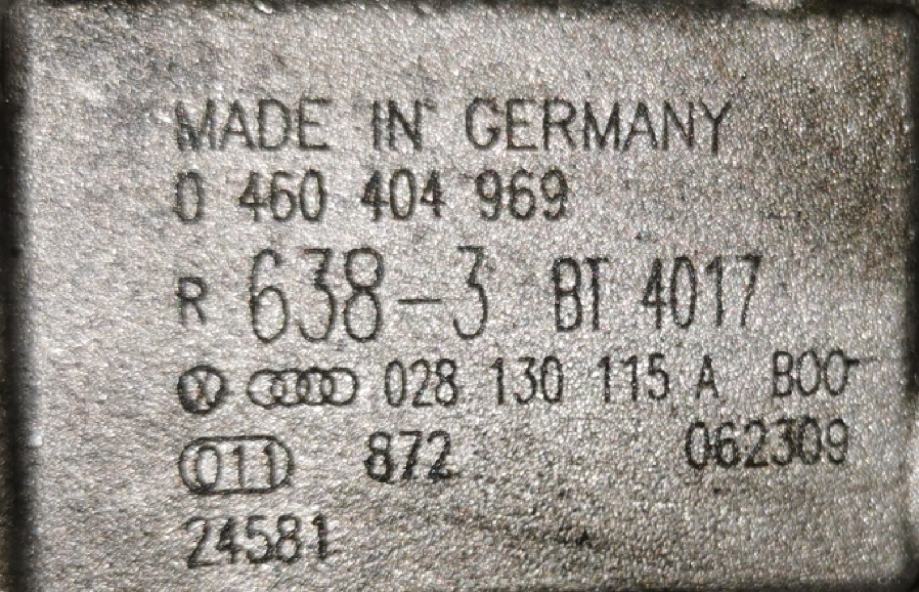 MADE IN GERMANY
0 460 404 969
R 638-3 BT 4017
028 130 115 A B00-
011 872 062309
24581